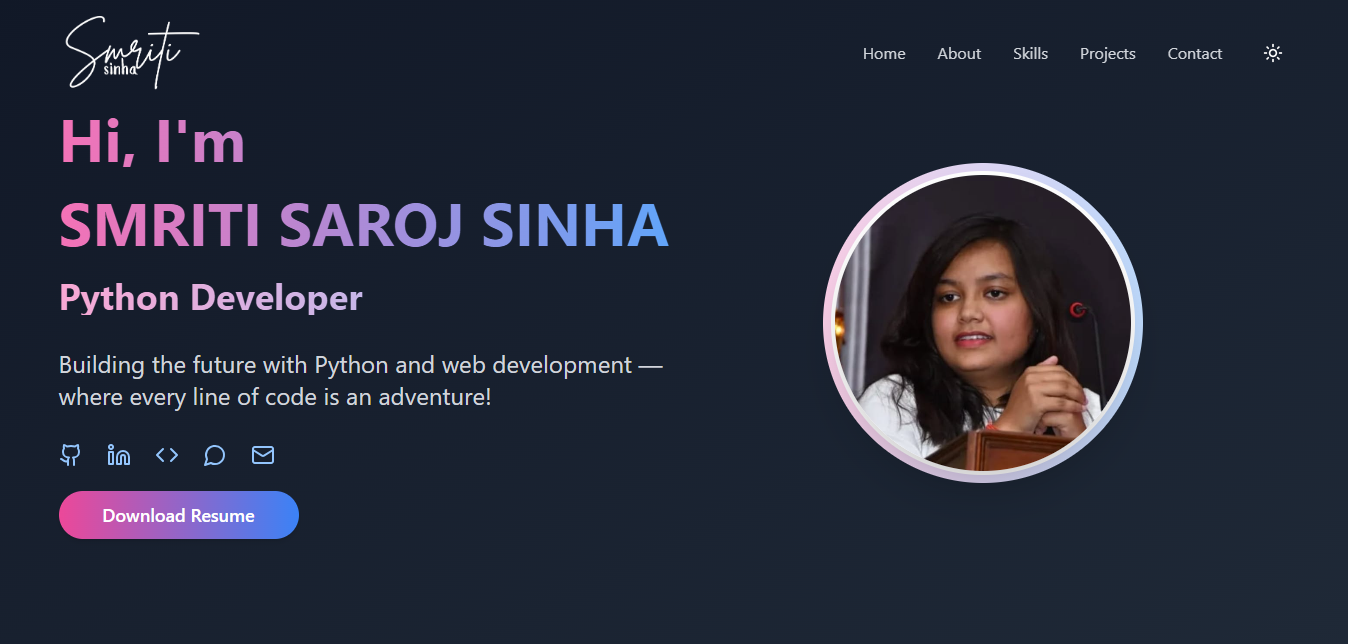 Smriti
sinha
Home About Skills Projects Contact
Hi, I'm
SMRITI SAROJ SINHA
Python Developer
Building the future with Python and web development —
where every line of code is an adventure!
Download Resume